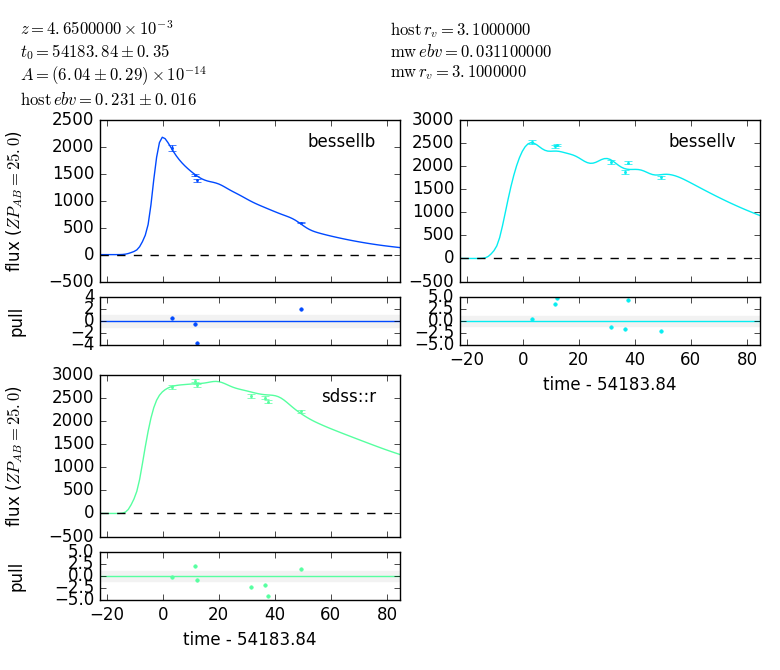 z = 4.6500000 × 10⁻³
t₀ = 54183.84 ± 0.35
A = (6.04 ± 0.29) × 10⁻¹⁴
host ebv = 0.231 ± 0.016
host r_v = 3.1000000
mw ebv = 0.031100000
mw r_v = 3.1000000
2500
2000
1500
1000
500
0
−500
flux (ZP_AB = 25.0)
bessellb
4
2
0
−2
−4
pull
3000
2500
2000
1500
1000
500
0
−500
bessellv
5.0
2.5
0.0
−2.5
−5.0
−20 0 20 40 60 80
time - 54183.84
3000
2500
2000
1500
1000
500
0
−500
flux (ZP_AB = 25.0)
sdss::r
5.0
2.5
0.0
−2.5
−5.0
pull
−20 0 20 40 60 80
time - 54183.84